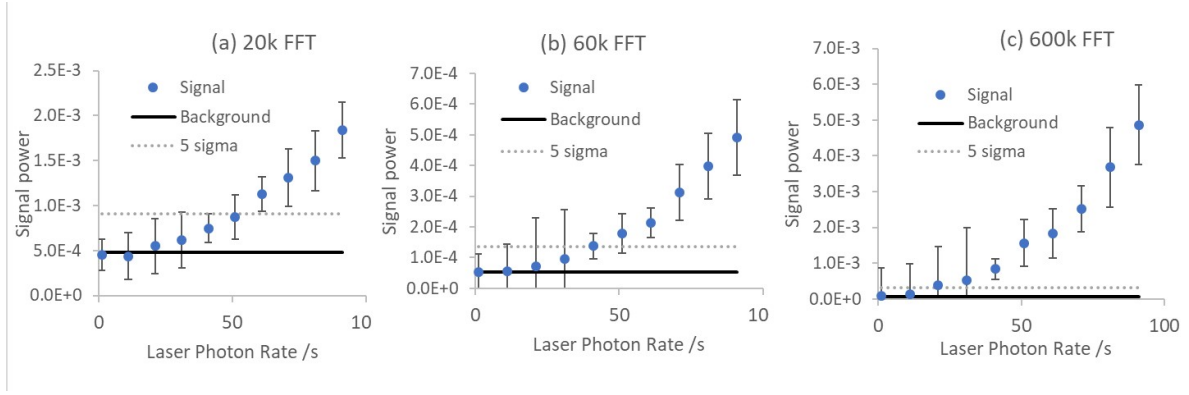 (a) 20k FFT
2.5E-3
2.0E-3
1.5E-3
1.0E-3
5.0E-4
0.0E+0
Signal power
Signal
Background
5 sigma
0
50
10
Laser Photon Rate /s
(b) 60k FFT
7.0E-4
6.0E-4
5.0E-4
4.0E-4
3.0E-4
2.0E-4
1.0E-4
0.0E+0
Signal power
Signal
Background
5 sigma
0
50
10
Laser Photon Rate /s
(c) 600k FFT
7.0E-3
6.0E-3
5.0E-3
4.0E-3
3.0E-3
2.0E-3
1.0E-3
0.0E+0
Signal power
Signal
Background
5 sigma
0
50
100
Laser Photon Rate /s